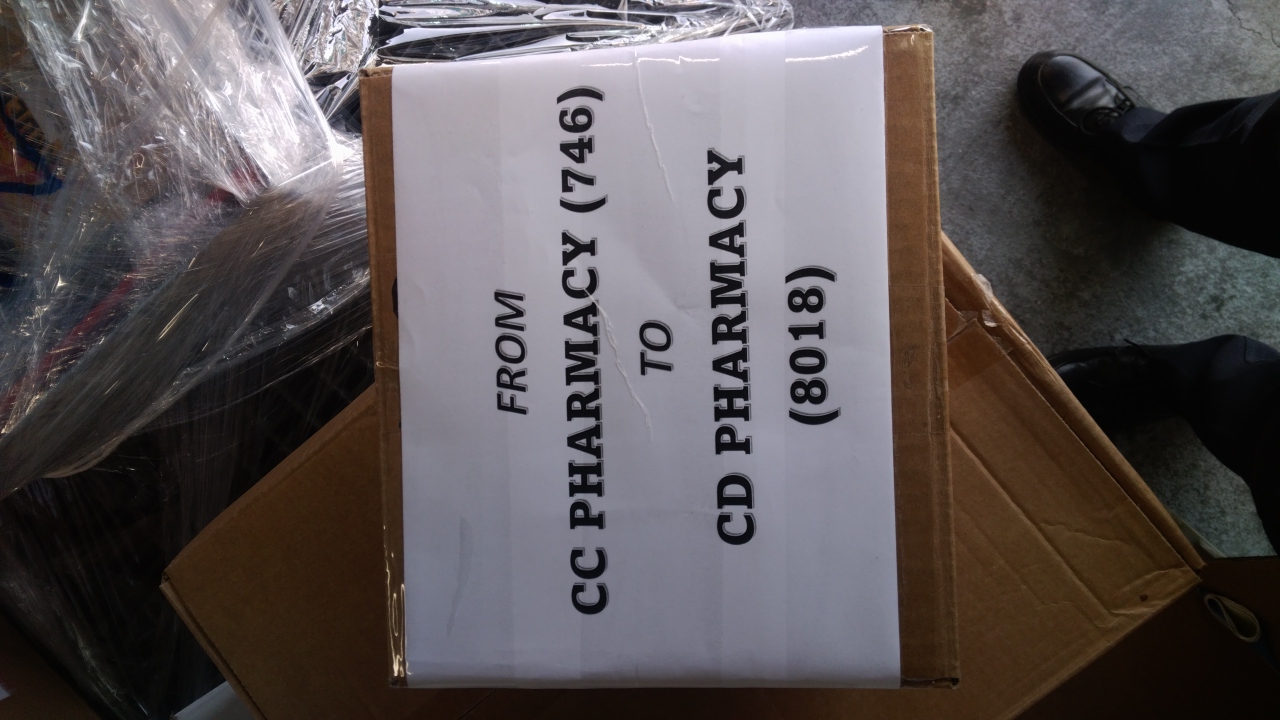 FROM
CC PHARMACY (746)
TO
CD PHARMACY
(8018)